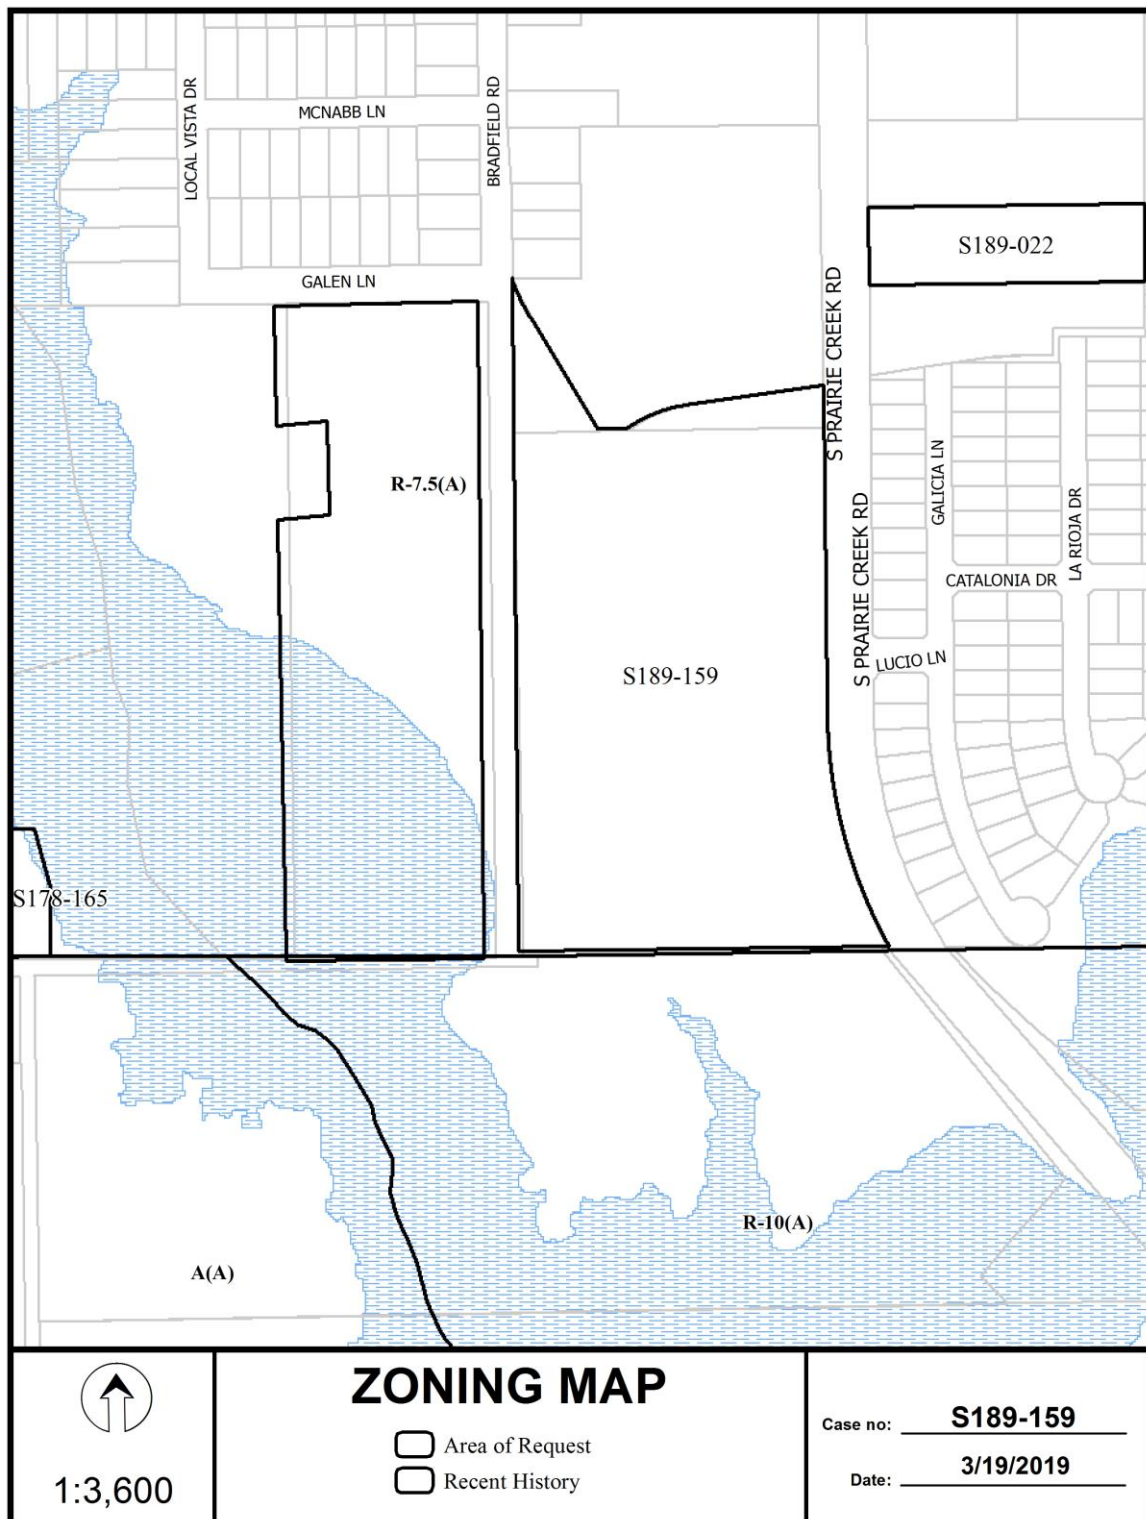 MCNABB LN
LOCAL VISTA DR
BRADFIELD RD
S189-022
GALEN LN
S PRAIRIE CREEK RD
R-7.5(A)
GALICIA LN
LA RIOJA DR
S PRAIRIE CREEK RD
CATALONIA DR
LUCIO LN
S189-159
S178-165
R-10(A)
A(A)
1:3,600
ZONING MAP
Area of Request
Recent History
Case no: S189-159
Date: 3/19/2019